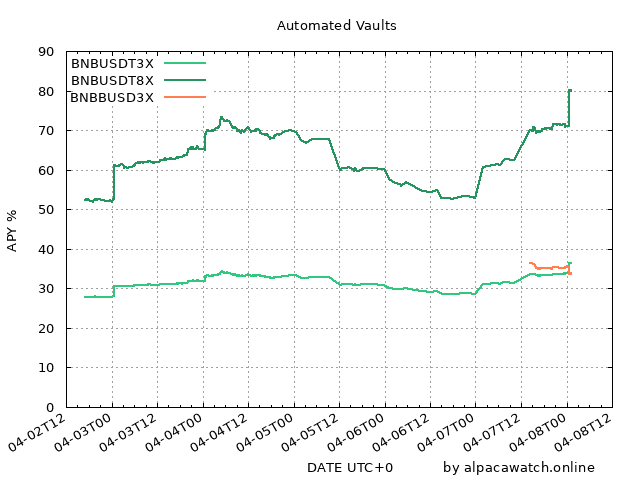 Automated Vaults
90
80
70
60
50
40
30
20
10
0
APY %
BNBUSDT3X
BNBUSDT8X
BNBBUSD3X
04-02T12
04-03T00
04-03T12
04-04T00
04-04T12
04-05T00
04-05T12
04-06T00
04-06T12
04-07T00
04-07T12
04-08T00
04-08T12
DATE UTC+0 by alpacawatch.online